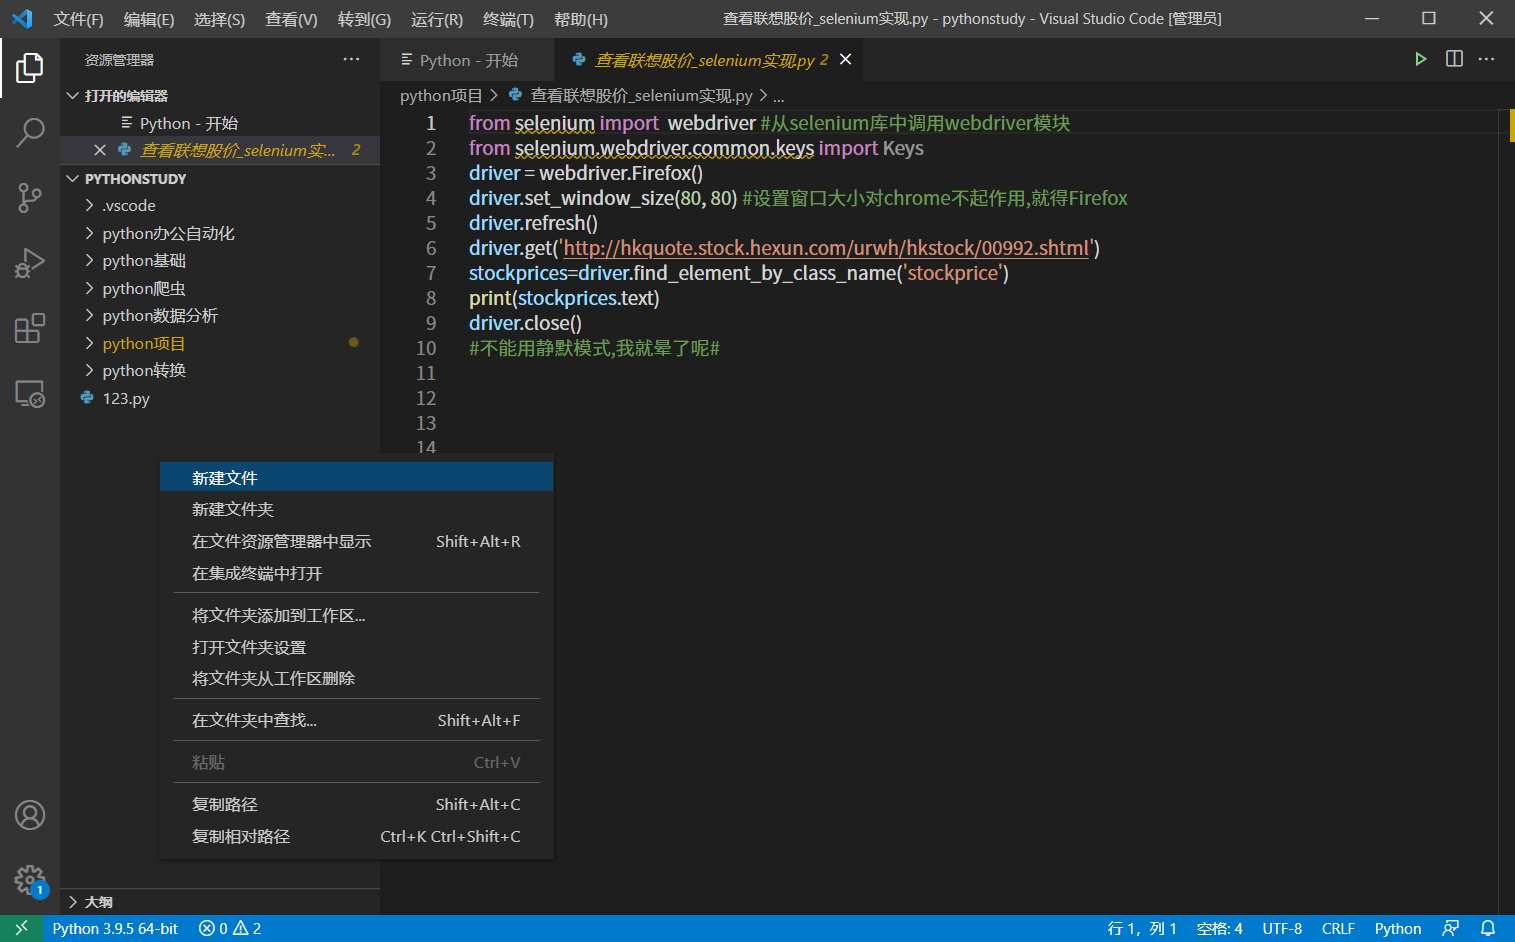 文件(F) 编辑(E) 选择(S) 查看(V) 转到(G) 运行(R) 终端(T) 帮助(H) 查看联想股价_selenium实现.py - pythonstudy - Visual Studio Code [管理员]
资源管理器
打开的编辑器
Python - 开始
查看联想股价_selenium实... 2
PYTHONSTUDY
.vscode
python办公自动化
python基础
python爬虫
python数据分析
python项目
python转换
123.py
大纲
Python - 开始 查看联想股价_selenium实现.py 2
python项目 > 查看联想股价_selenium实现.py > ...
1 from selenium import webdriver #从selenium库中调用webdriver模块
2 from selenium.webdriver.common.keys import Keys
3 driver = webdriver.Firefox()
4 driver.set_window_size(80, 80) #设置窗口大小对chrome不起作用,就得Firefox
5 driver.refresh()
6 driver.get('http://hkquote.stock.hexun.com/urwh/hkstock/00992.shtml')
7 stockprices=driver.find_element_by_class_name('stockprice')
8 print(stockprices.text)
9 driver.close()
10 #不能用静默模式,我就晕了呢#
11
12
13
14
新建文件
新建文件夹
在文件资源管理器中显示 Shift+Alt+R
在集成终端中打开
将文件夹添加到工作区...
打开文件夹设置
将文件夹从工作区删除
在文件夹中查找... Shift+Alt+F
粘贴 Ctrl+V
复制路径 Shift+Alt+C
复制相对路径 Ctrl+K Ctrl+Shift+C
1
Python 3.9.5 64-bit 0 2 行 1，列 1 空格: 4 UTF-8 CRLF Python